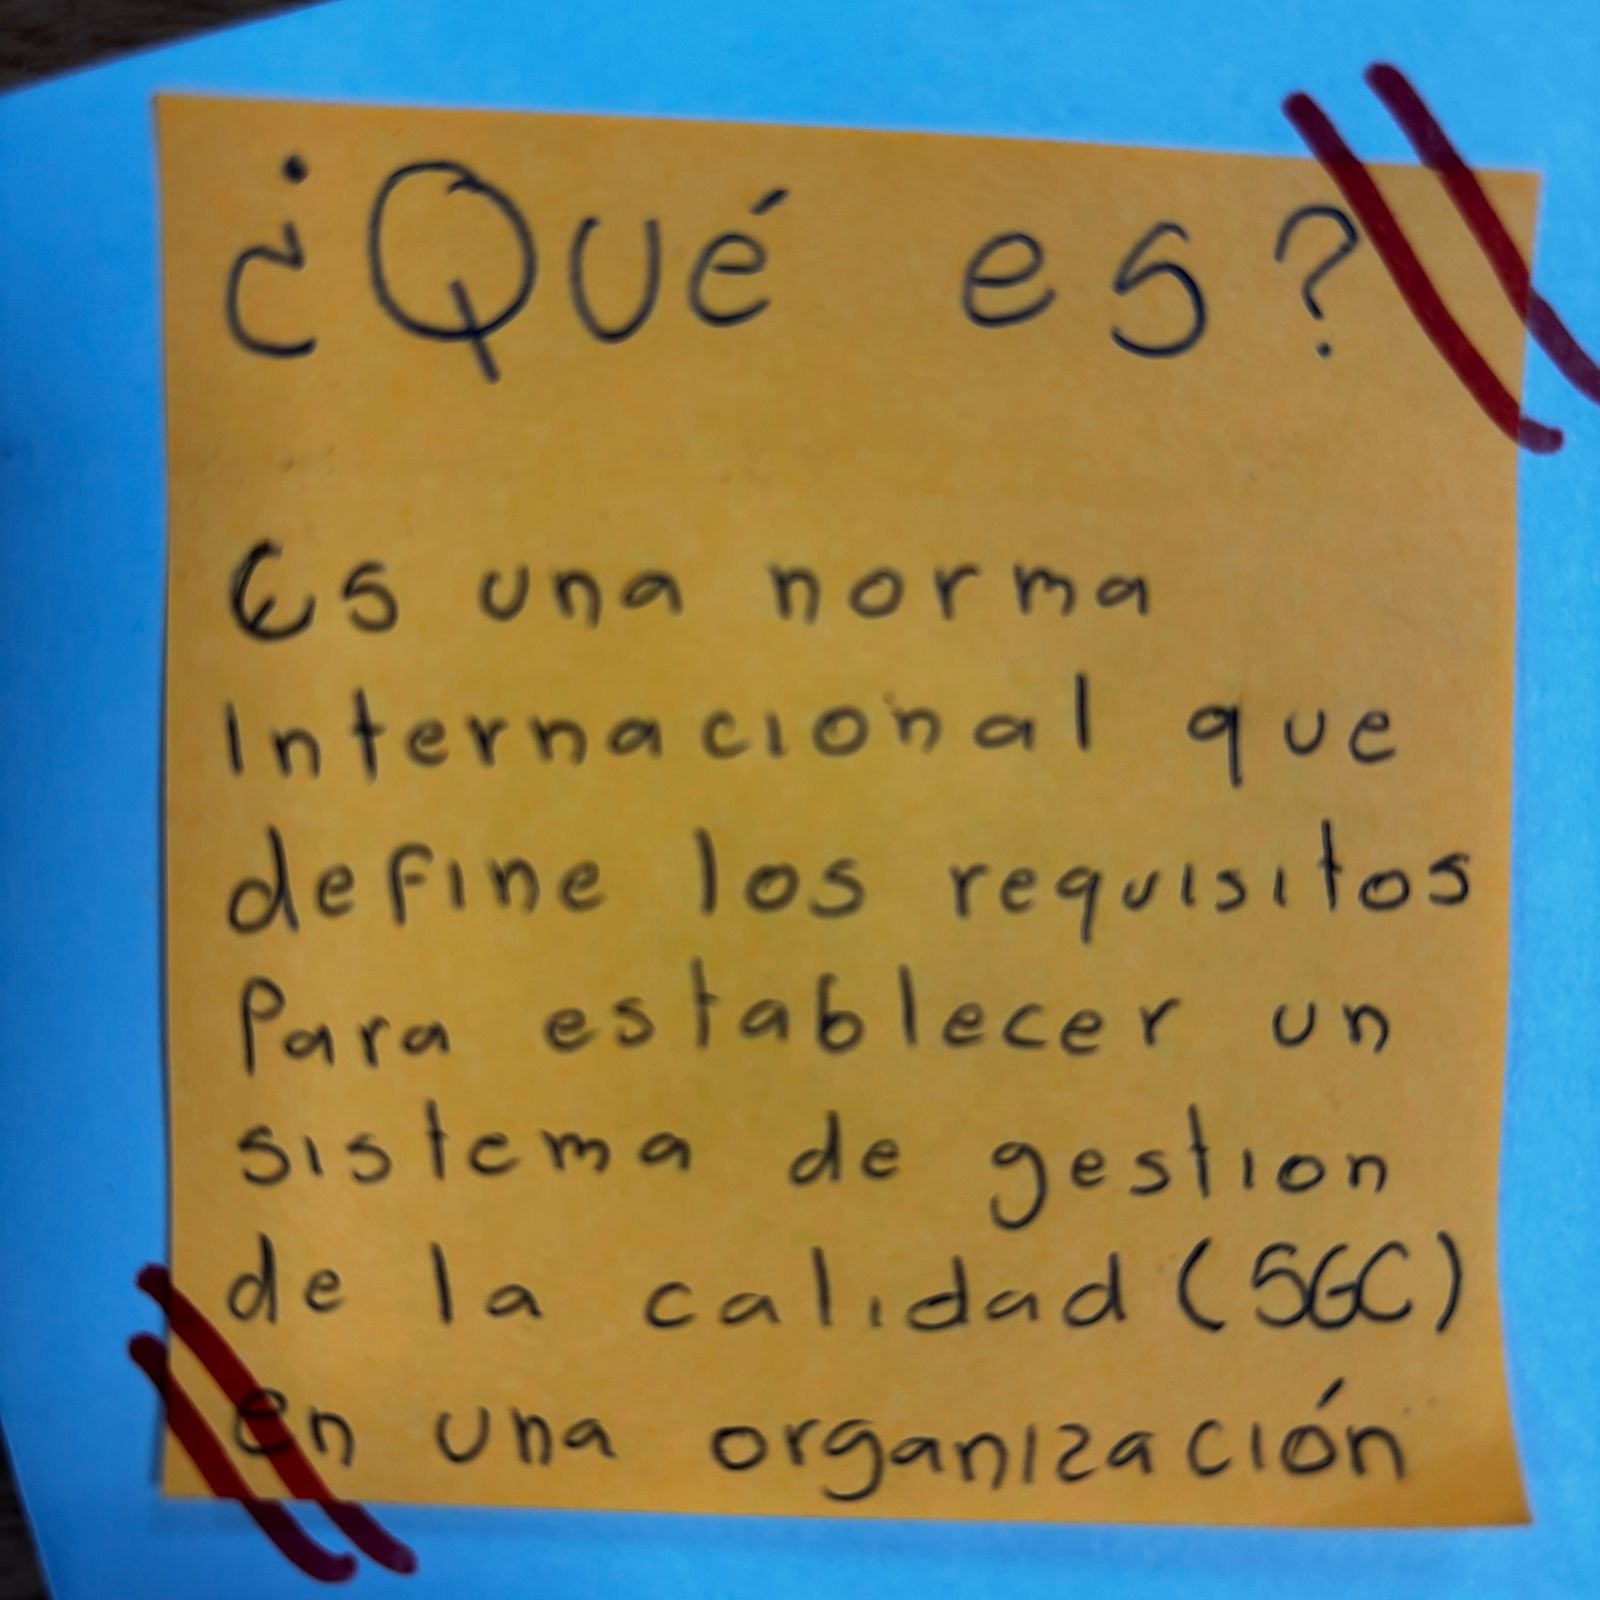 ¿Qué es?
Es una norma
Internacional que
define los requisitos
Para establecer un
sistema de gestion
de la calidad (SGC)
en una organización